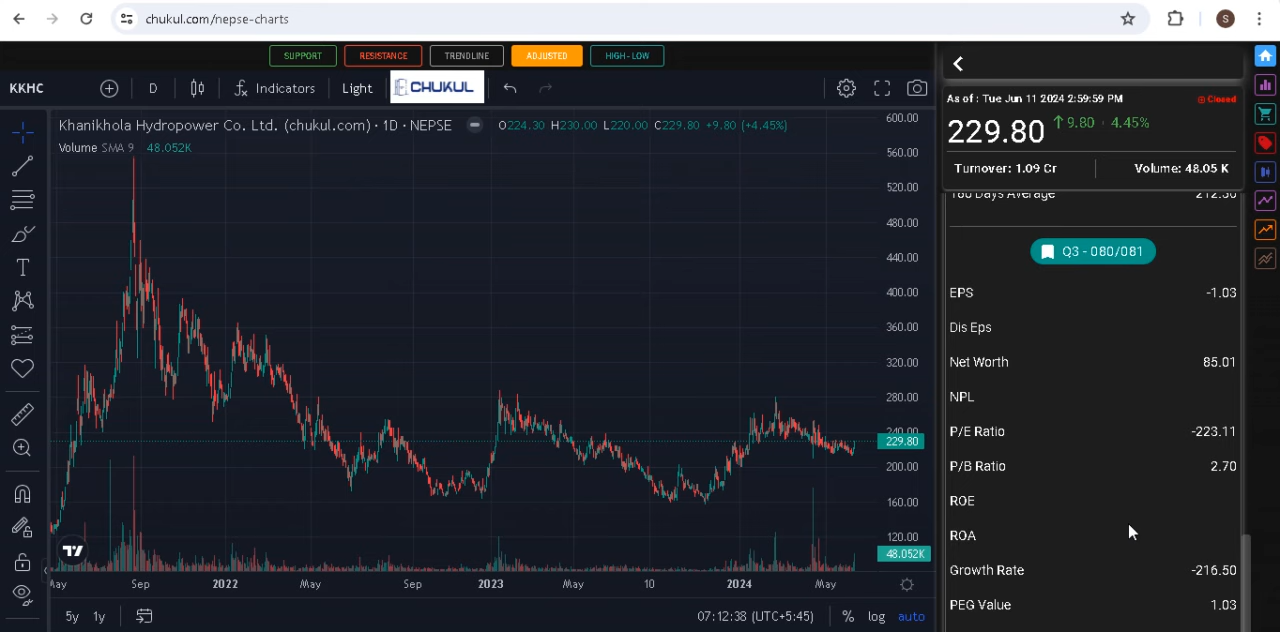 chukul.com/nepse-charts
S
SUPPORT RESISTANCE TRENDLINE ADJUSTED HIGH-LOW
KKHC D Indicators Light CHUKUL
Khanikhola Hydropower Co. Ltd. (chukul.com) · 1D · NEPSE O224.30 H230.00 L220.00 C229.80 +9.80 (+4.45%)
Volume SMA 9 48.052K
600.00
560.00
520.00
480.00
440.00
400.00
360.00
320.00
280.00
240.00
229.80
200.00
160.00
120.00
48.052K
May Sep 2022 May Sep 2023 May 10 2024 May
5y 1y 07:12:38 (UTC+5:45) % log auto
As of : Tue Jun 11 2024 2:59:59 PM Closed
229.80 ↑ 9.80 · 4.45%
Turnover: 1.09 Cr Volume: 48.05 K
180 Days Average 212.30
Q3 - 080/081
EPS -1.03
Dis Eps
Net Worth 85.01
NPL
P/E Ratio -223.11
P/B Ratio 2.70
ROE
ROA
Growth Rate -216.50
PEG Value 1.03